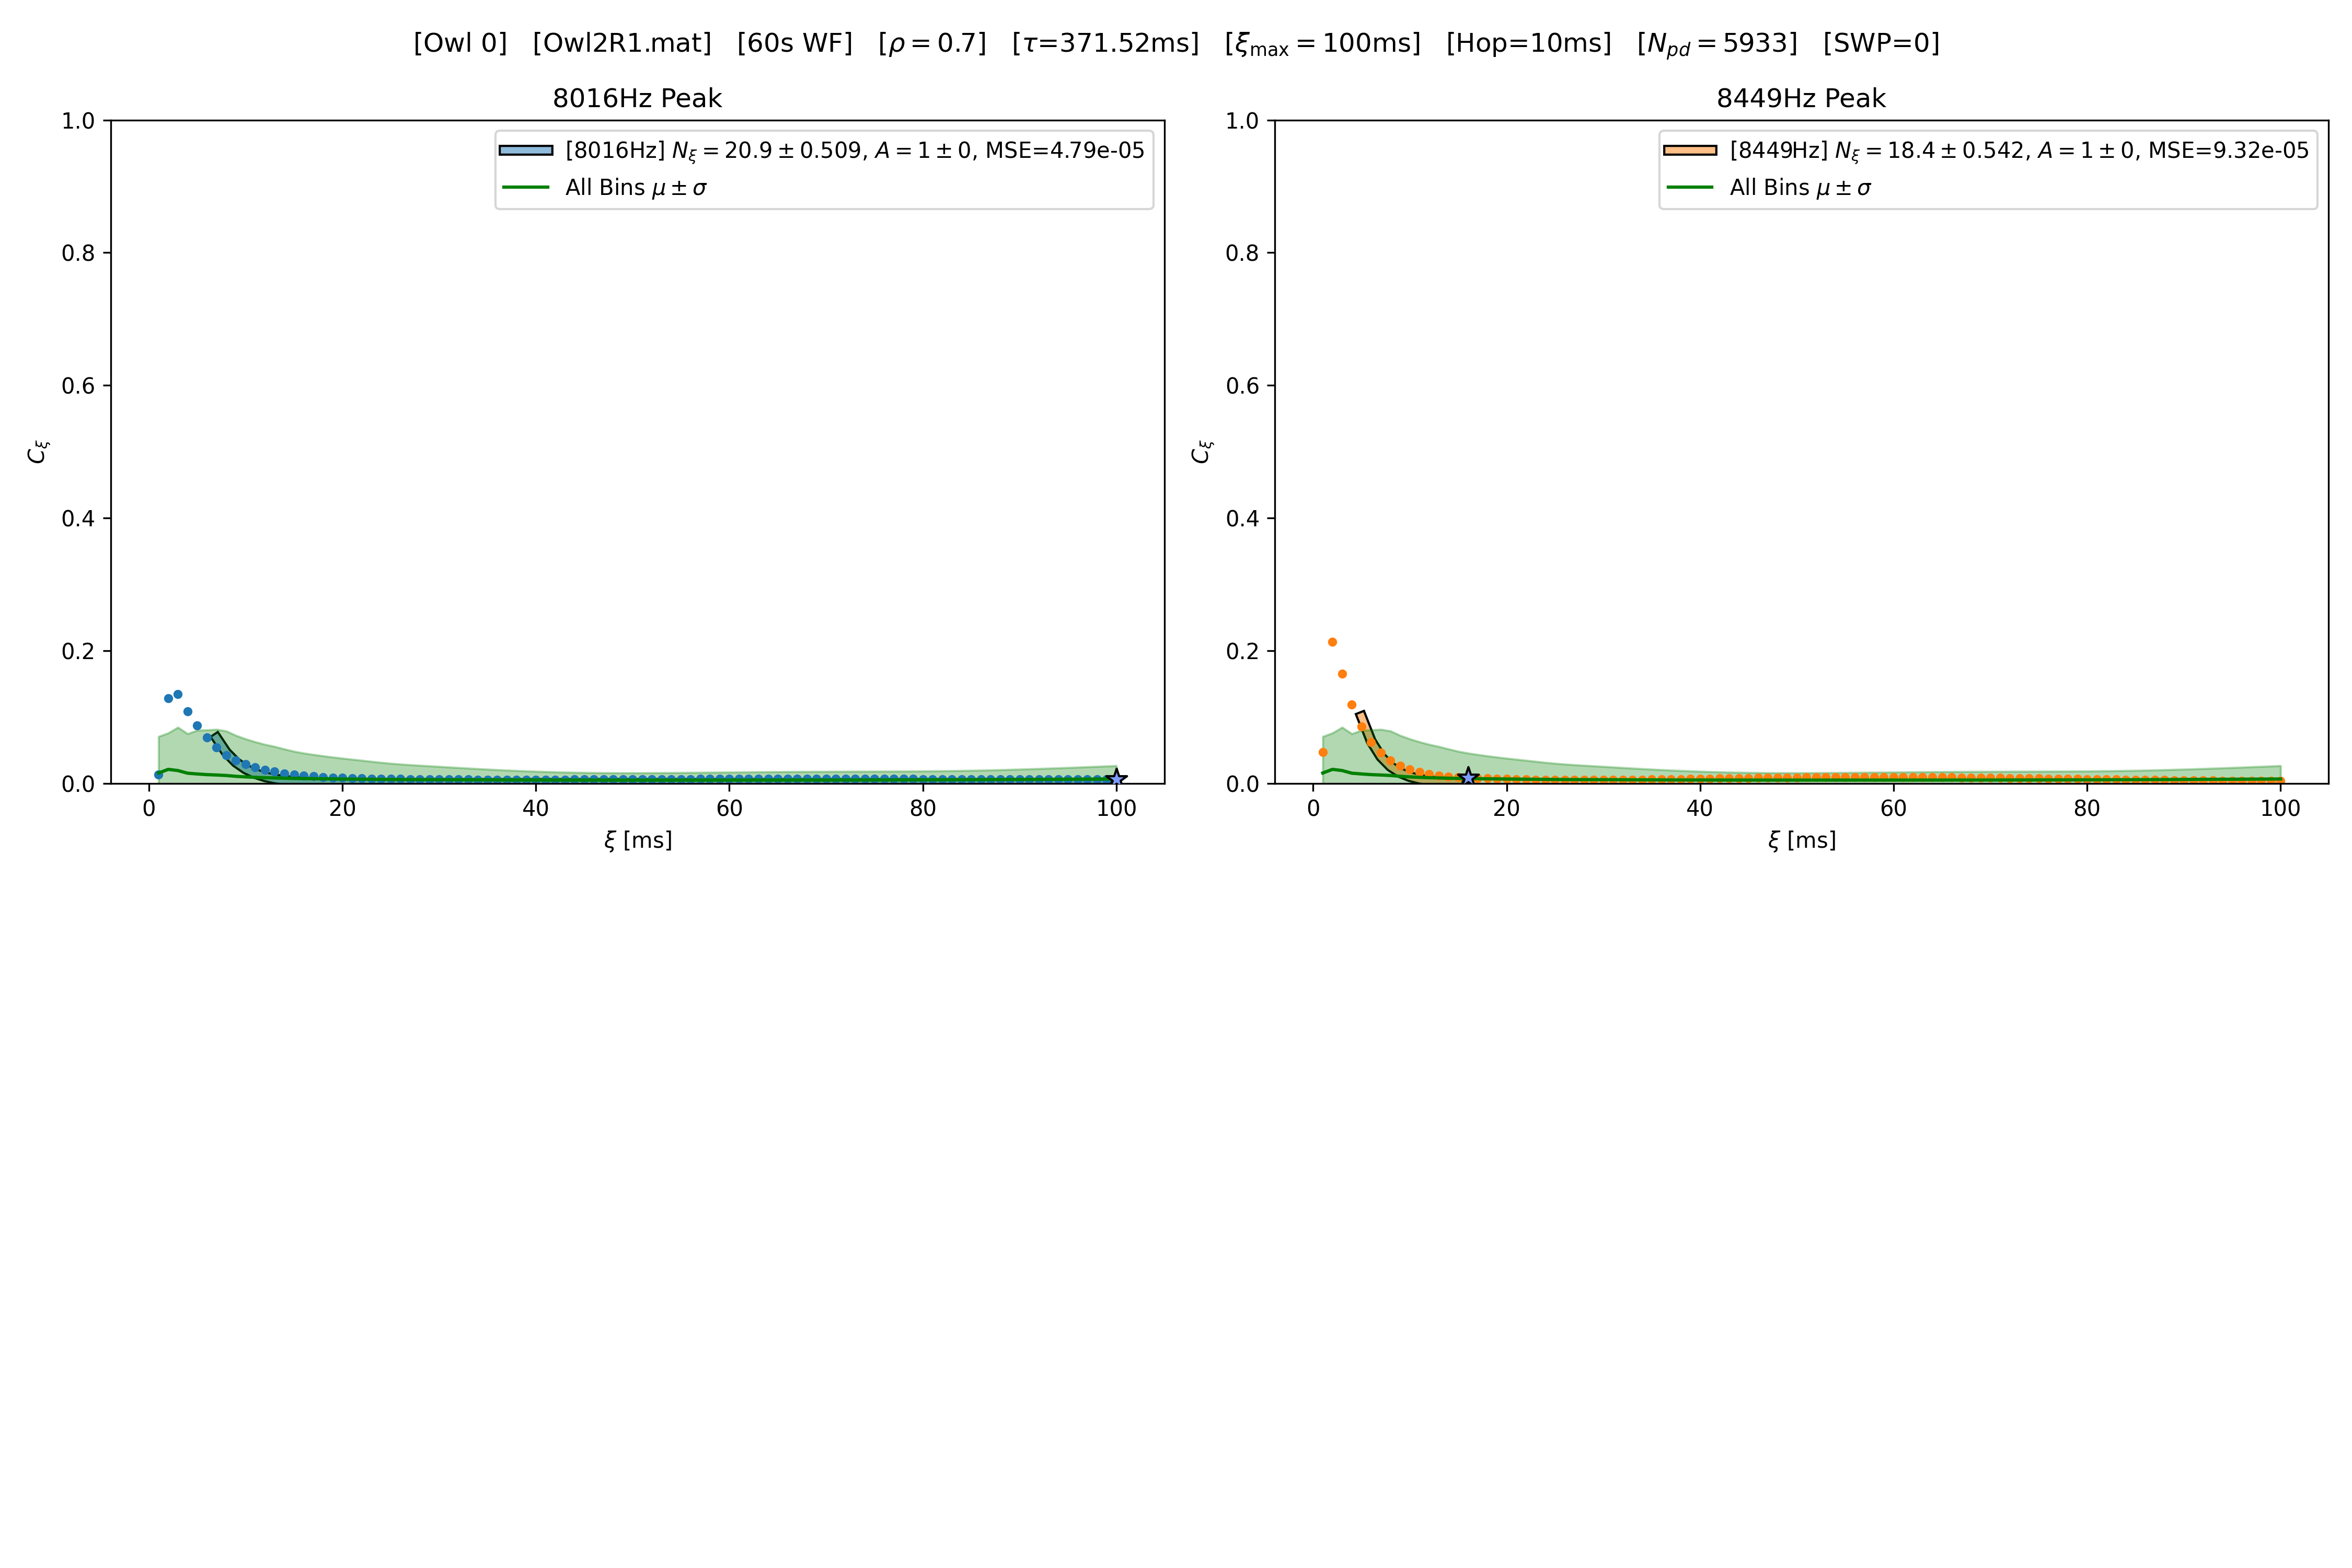 [Owl 0] [Owl2R1.mat] [60s WF] [ρ = 0.7] [τ=371.52ms] [ξmax = 100ms] [Hop=10ms] [Npd = 5933] [SWP=0]
8016Hz Peak
[8016Hz] Nξ = 20.9 ± 0.509, A = 1 ± 0, MSE=4.79e-05
All Bins μ ± σ
1.0
0.8
0.6
0.4
0.2
0.0
Cξ
0 20 40 60 80 100
ξ [ms]
8449Hz Peak
[8449Hz] Nξ = 18.4 ± 0.542, A = 1 ± 0, MSE=9.32e-05
All Bins μ ± σ
1.0
0.8
0.6
0.4
0.2
0.0
Cξ
0 20 40 60 80 100
ξ [ms]